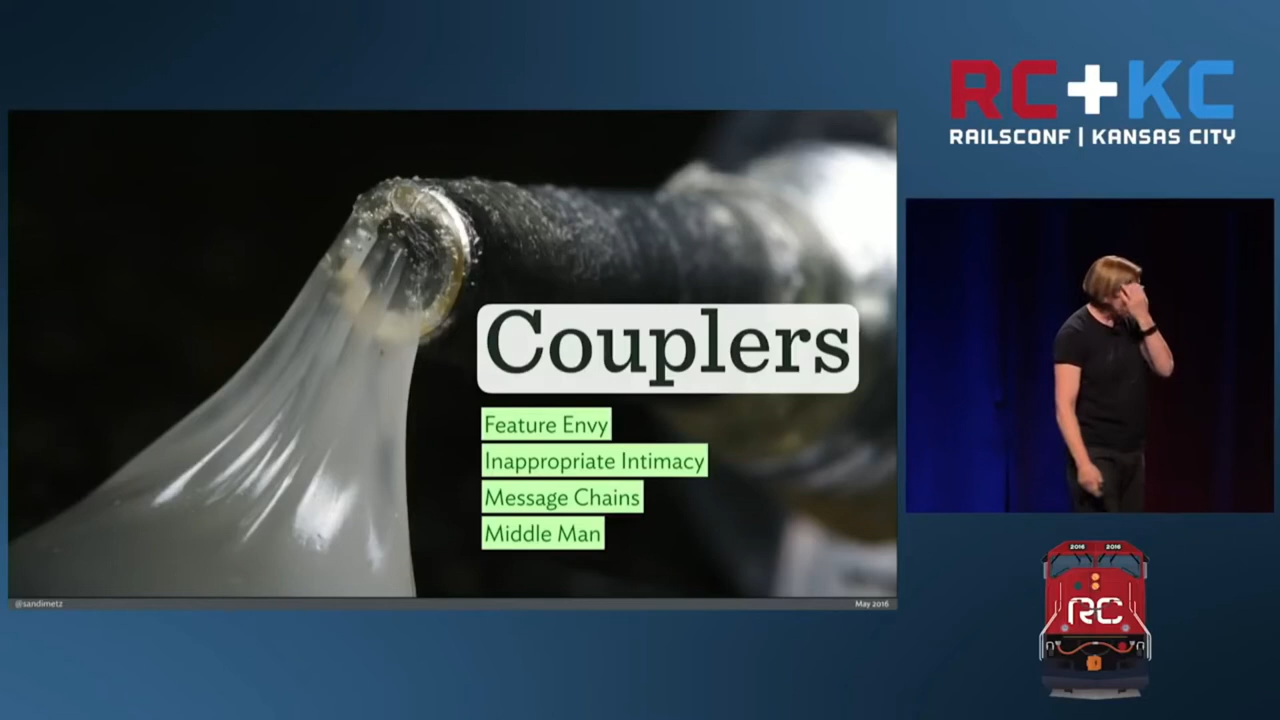 RC+KC
RAILSCONF | KANSAS CITY
Couplers
Feature Envy
Inappropriate Intimacy
Message Chains
Middle Man
@sandimetz
May 2016
2016 2016
RC